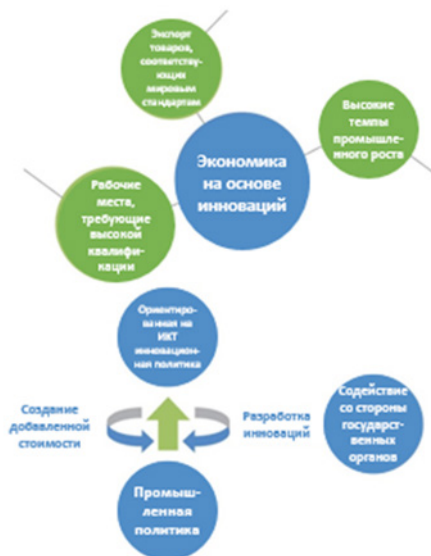 Экспорт
товаров,
соответству-
ющих
мировым
стандартам
Высокие
темпы
промышле-
нного роста
Экономика
на основе
инноваций
Рабочие
места,
требующие
высокой
квалифи-
кации
Ориентиро-
ванная на
ИКТ
инновацион-
ная политика
Создание
добавленной
стоимости
Разработка
инноваций
Содействие
со стороны
государст-
венных
органов
Промыш-
ленная
политика